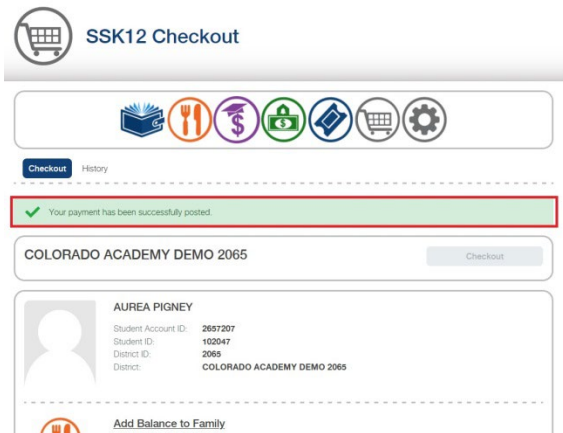 SSK12 Checkout
Checkout History
Your payment has been successfully posted.
COLORADO ACADEMY DEMO 2065 Checkout
AUREA PIGNEY
Student Account ID: 2657207
Student ID: 102047
District ID: 2065
District: COLORADO ACADEMY DEMO 2065
Add Balance to Family